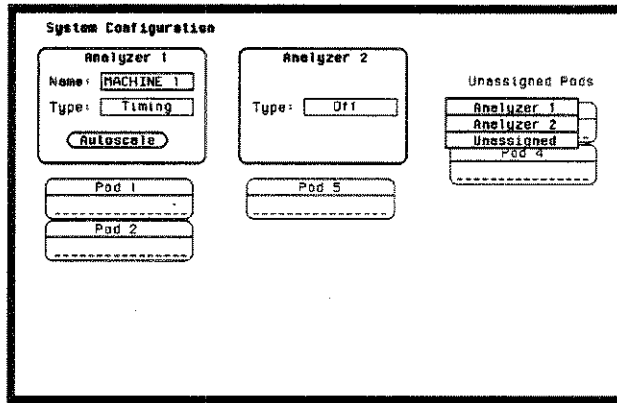 System Configuration
Analyzer 1
Name: MACHINE 1
Type: Timing
Autoscale
Analyzer 2
Type: Off
Unassigned Pods
Analyzer 1
Analyzer 2
Unassigned
Pod 4
Pod 1
Pod 2
Pod 5